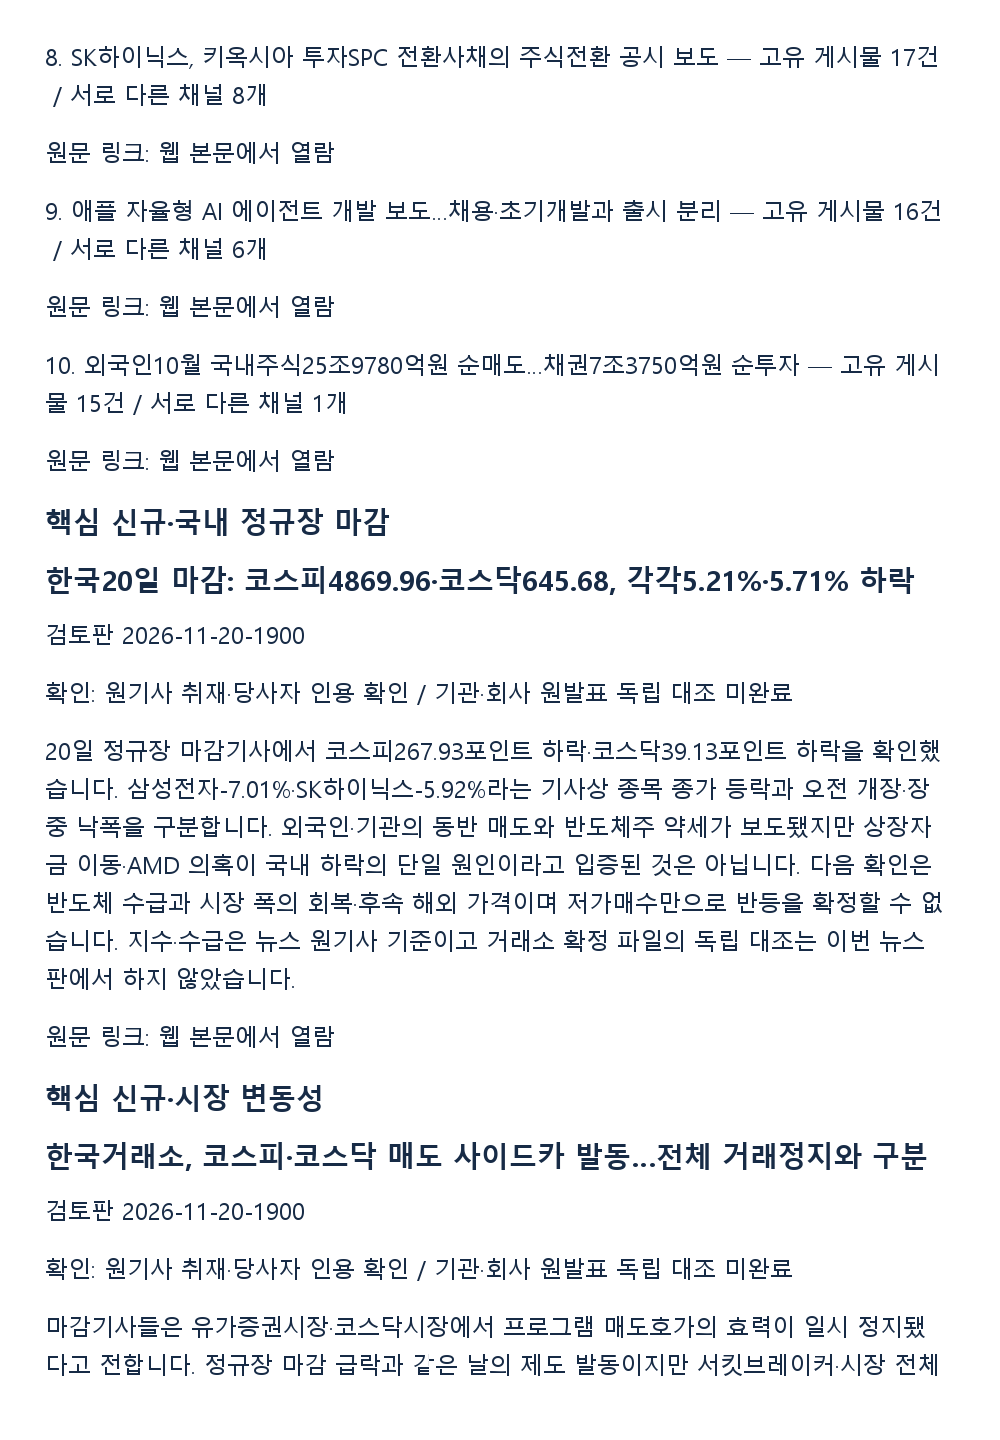 8. SK하이닉스, 키옥시아 투자SPC 전환사채의 주식전환 공시 보도 — 고유 게시물 17건
/ 서로 다른 채널 8개
원문 링크: 웹 본문에서 열람
9. 애플 자율형 AI 에이전트 개발 보도…채용·초기개발과 출시 분리 — 고유 게시물 16건
/ 서로 다른 채널 6개
원문 링크: 웹 본문에서 열람
10. 외국인10월 국내주식25조9780억원 순매도…채권7조3750억원 순투자 — 고유 게시
물 15건 / 서로 다른 채널 1개
원문 링크: 웹 본문에서 열람
핵심 신규·국내 정규장 마감
한국20일 마감: 코스피4869.96·코스닥645.68, 각각5.21%·5.71% 하락
검토판 2026-11-20-1900
확인: 원기사 취재·당사자 인용 확인 / 기관·회사 원발표 독립 대조 미완료
20일 정규장 마감기사에서 코스피267.93포인트 하락·코스닥39.13포인트 하락을 확인했
습니다. 삼성전자-7.01%·SK하이닉스-5.92%라는 기사상 종목 종가 등락과 오전 개장·장
중 낙폭을 구분합니다. 외국인·기관의 동반 매도와 반도체주 약세가 보도됐지만 상장자
금 이동·AMD 의혹이 국내 하락의 단일 원인이라고 입증된 것은 아닙니다. 다음 확인은
반도체 수급과 시장 폭의 회복·후속 해외 가격이며 저가매수만으로 반등을 확정할 수 없
습니다. 지수·수급은 뉴스 원기사 기준이고 거래소 확정 파일의 독립 대조는 이번 뉴스
판에서 하지 않았습니다.
원문 링크: 웹 본문에서 열람
핵심 신규·시장 변동성
한국거래소, 코스피·코스닥 매도 사이드카 발동…전체 거래정지와 구분
검토판 2026-11-20-1900
확인: 원기사 취재·당사자 인용 확인 / 기관·회사 원발표 독립 대조 미완료
마감기사들은 유가증권시장·코스닥시장에서 프로그램 매도호가의 효력이 일시 정지됐
다고 전합니다. 정규장 마감 급락과 같은 날의 제도 발동이지만 서킷브레이커·시장 전체